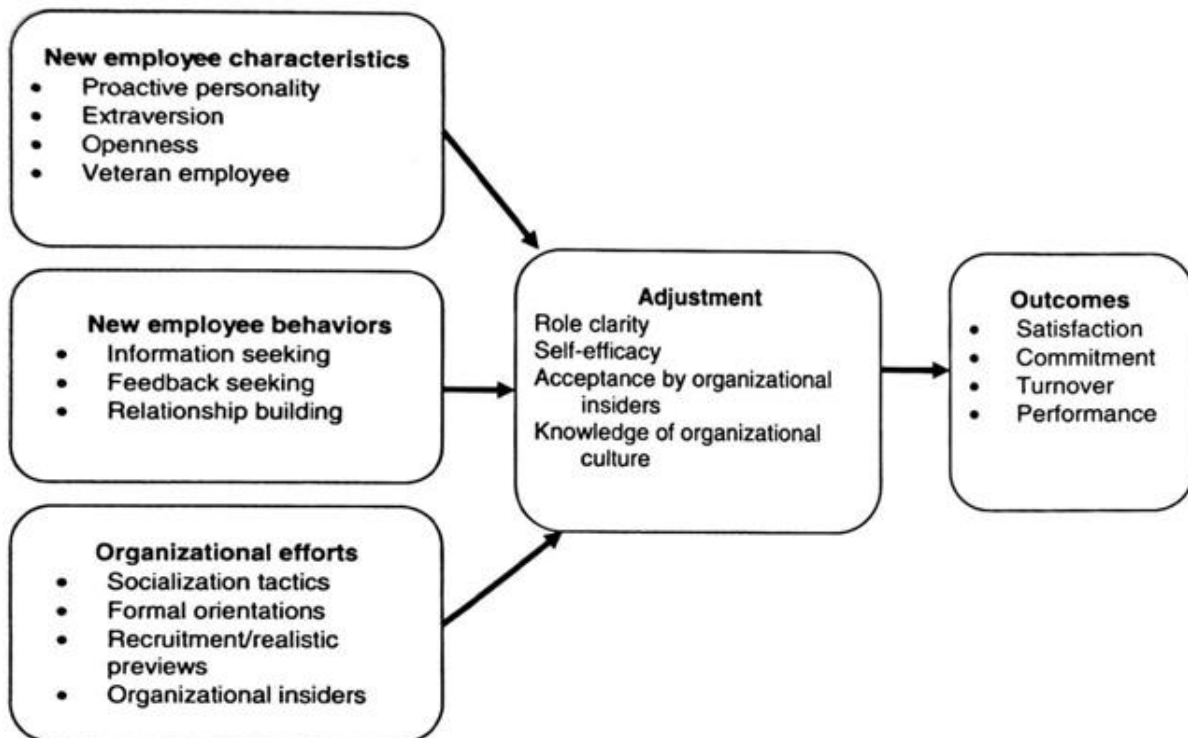 New employee characteristics
• Proactive personality
• Extraversion
• Openness
• Veteran employee
New employee behaviors
• Information seeking
• Feedback seeking
• Relationship building
Organizational efforts
• Socialization tactics
• Formal orientations
• Recruitment/realistic
previews
• Organizational insiders
Adjustment
Role clarity
Self-efficacy
Acceptance by organizational
insiders
Knowledge of organizational
culture
Outcomes
• Satisfaction
• Commitment
• Turnover
• Performance